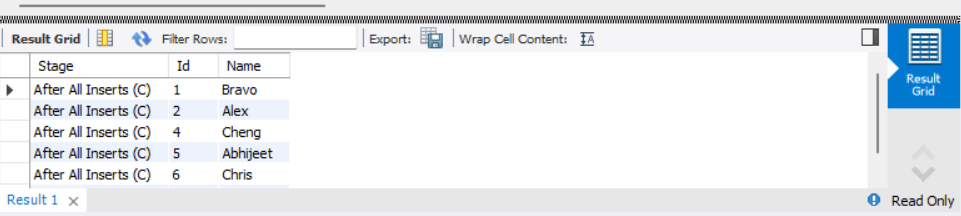 Result Grid Filter Rows: Export: Wrap Cell Content: IA
Result Grid
Stage Id Name
After All Inserts (C) 1 Bravo
After All Inserts (C) 2 Alex
After All Inserts (C) 4 Cheng
After All Inserts (C) 5 Abhijeet
After All Inserts (C) 6 Chris
Result 1 × Read Only